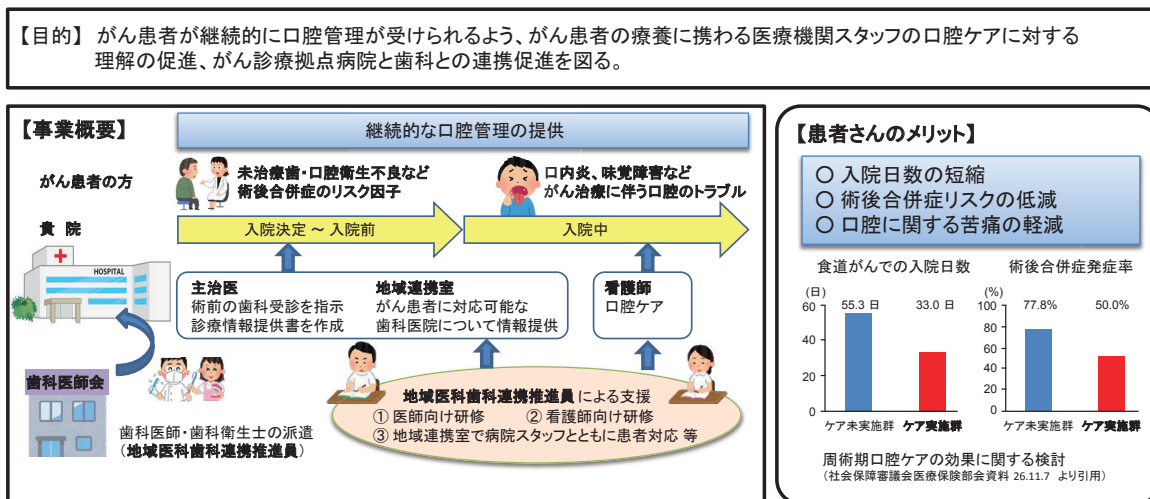 【目的】 がん患者が継続的に口腔管理が受けられるよう、がん患者の療養に携わる医療機関スタッフの口腔ケアに対する
理解の促進、がん診療拠点病院と歯科との連携促進を図る。
【事業概要】
継続的な口腔管理の提供
がん患者の方
未治療歯・口腔衛生不良など
術後合併症のリスク因子
口内炎、味覚障害など
がん治療に伴う口腔のトラブル
貴 院
入院決定 ～ 入院前
入院中
HOSPITAL
主治医
術前の歯科受診を指示
診療情報提供書を作成
地域連携室
がん患者に対応可能な
歯科医院について情報提供
看護師
口腔ケア
歯科医師会
歯科医師・歯科衛生士の派遣
（地域医科歯科連携推進員）
地域医科歯科連携推進員 による支援
① 医師向け研修 ② 看護師向け研修
③ 地域連携室で病院スタッフとともに患者対応 等
【患者さんのメリット】
○ 入院日数の短縮
○ 術後合併症リスクの低減
○ 口腔に関する苦痛の軽減
食道がんでの入院日数
(日)
55.3 日
33.0 日
60
40
20
0
ケア未実施群
ケア実施群
術後合併症発症率
(%)
77.8%
50.0%
100
80
60
40
20
0
ケア未実施群
ケア実施群
周術期口腔ケアの効果に関する検討
（社会保障審議会医療保険部会資料 26.11.7 より引用）